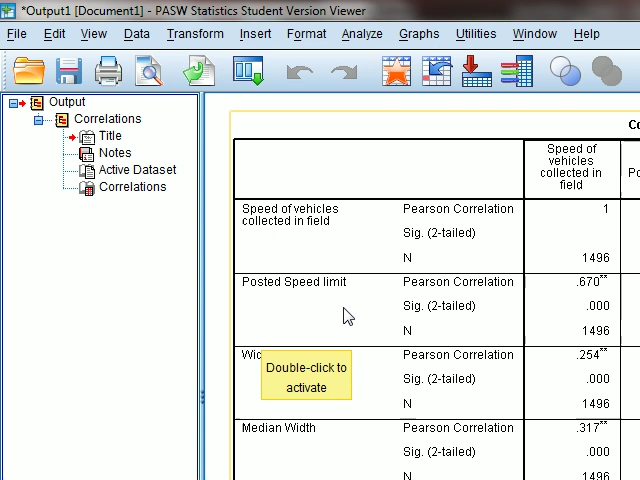 *Output1 [Document1] - PASW Statistics Student Version Viewer
File Edit View Data Transform Insert Format Analyze Graphs Utilities Window Help
Output
Correlations
Title
Notes
Active Dataset
Correlations
Co
Speed of
vehicles
collected in
field
Po
Speed of vehicles
collected in field
Pearson Correlation 1
Sig. (2-tailed)
N 1496
Posted Speed limit Pearson Correlation .670**
Sig. (2-tailed) .000
N 1496
Wid Pearson Correlation .254**
Double-click to
activate
Sig. (2-tailed) .000
N 1496
Median Width Pearson Correlation .317**
Sig. (2-tailed) .000
N 1496